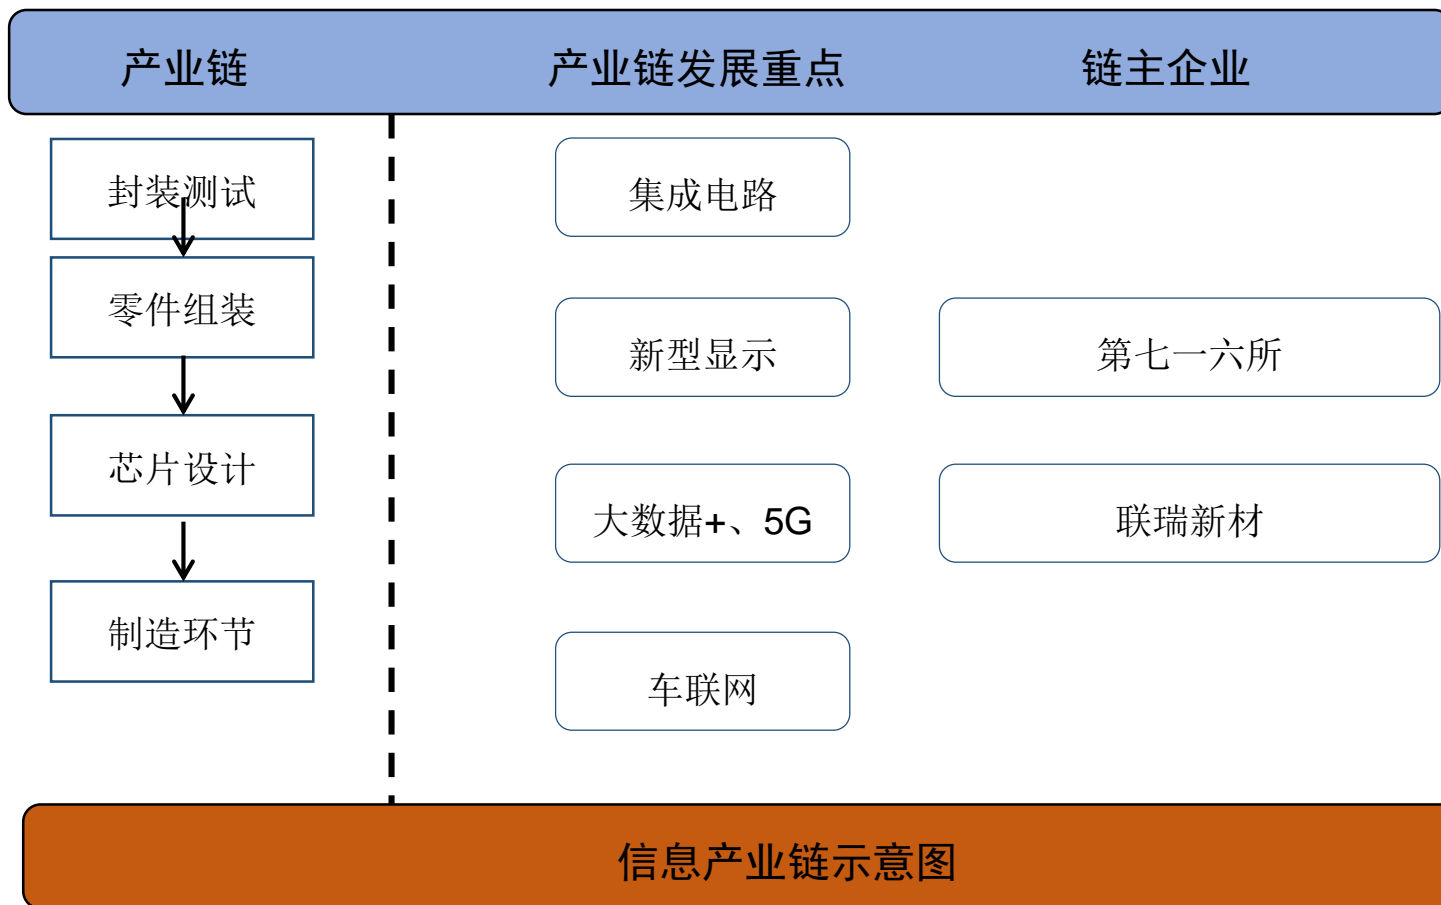 产业链 产业链发展重点 链主企业
封装测试
零件组装
芯片设计
制造环节
集成电路
新型显示
大数据+、5G
车联网
第七一六所
联瑞新材
信息产业链示意图